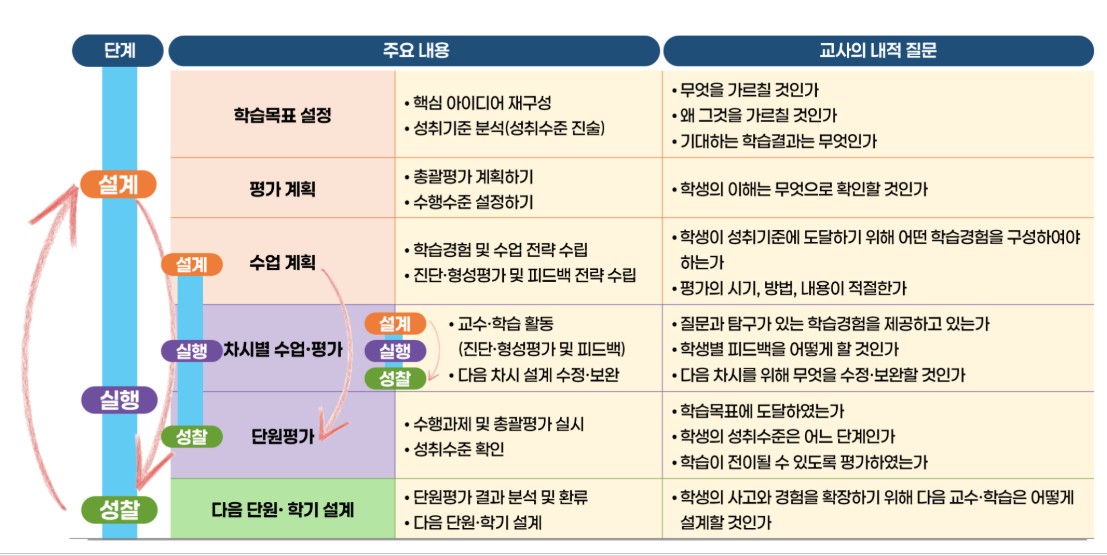 단계
주요 내용
교사의 내적 질문
설계
학습목표 설정
• 핵심 아이디어 재구성
• 성취기준 분석(성취수준 진술)
• 무엇을 가르칠 것인가
• 왜 그것을 가르칠 것인가
• 기대하는 학습결과는 무엇인가
평가 계획
• 총괄평가 계획하기
• 수행수준 설정하기
• 학생의 이해는 무엇으로 확인할 것인가
설계
수업 계획
• 학습경험 및 수업 전략 수립
• 진단·형성평가 및 피드백 전략 수립
• 학생이 성취기준에 도달하기 위해 어떤 학습경험을 구성하여야
하는가
• 평가의 시기, 방법, 내용이 적절한가
실행
실행
차시별 수업·평가
설계
실행
성찰
• 교수·학습 활동
(진단·형성평가 및 피드백)
• 다음 차시 설계 수정·보완
• 질문과 탐구가 있는 학습경험을 제공하고 있는가
• 학생별 피드백을 어떻게 할 것인가
• 다음 차시를 위해 무엇을 수정·보완할 것인가
성찰
단원평가
• 수행과제 및 총괄평가 실시
• 성취수준 확인
• 학습목표에 도달하였는가
• 학생의 성취수준은 어느 단계인가
• 학습이 전이될 수 있도록 평가하였는가
성찰
다음 단원· 학기 설계
• 단원평가 결과 분석 및 환류
• 다음 단원·학기 설계
• 학생의 사고와 경험을 확장하기 위해 다음 교수·학습은 어떻게
설계할 것인가